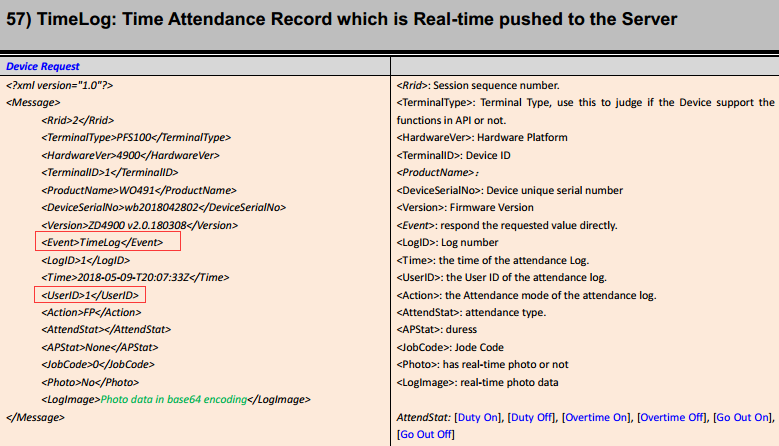 57) TimeLog: Time Attendance Record which is Real-time pushed to the Server
Device Request
<?xml version="1.0"?>
<Message>
<Rrid>2</Rrid>
<TerminalType>PFS100</TerminalType>
<HardwareVer>4900</HardwareVer>
<TerminalID>1</TerminalID>
<ProductName>WO491</ProductName>
<DeviceSerialNo>wb2018042802</DeviceSerialNo>
<Version>ZD4900 v2.0.180308</Version>
<Event>TimeLog</Event>
<LogID>1</LogID>
<Time>2018-05-09-T20:07:33Z</Time>
<UserID>1</UserID>
<Action>FP</Action>
<AttendStat></AttendStat>
<APStat>None</APStat>
<JobCode>0</JobCode>
<Photo>No</Photo>
<LogImage>Photo data in base64 encoding</LogImage>
</Message>
<Rrid>: Session sequence number.
<TerminalType>: Terminal Type, use this to judge if the Device support the
functions in API or not.
<HardwareVer>: Hardware Platform
<TerminalID>: Device ID
<ProductName>:
<DeviceSerialNo>: Device unique serial number
<Version>: Firmware Version
<Event>: respond the requested value directly.
<LogID>: Log number
<Time>: the time of the attendance Log.
<UserID>: the User ID of the attendance log.
<Action>: the Attendance mode of the attendance log.
<AttendStat>: attendance type.
<APStat>: duress
<JobCode>: Jode Code
<Photo>: has real-time photo or not
<LogImage>: real-time photo data
AttendStat: [Duty On], [Duty Off], [Overtime On], [Overtime Off], [Go Out On],
[Go Out Off]